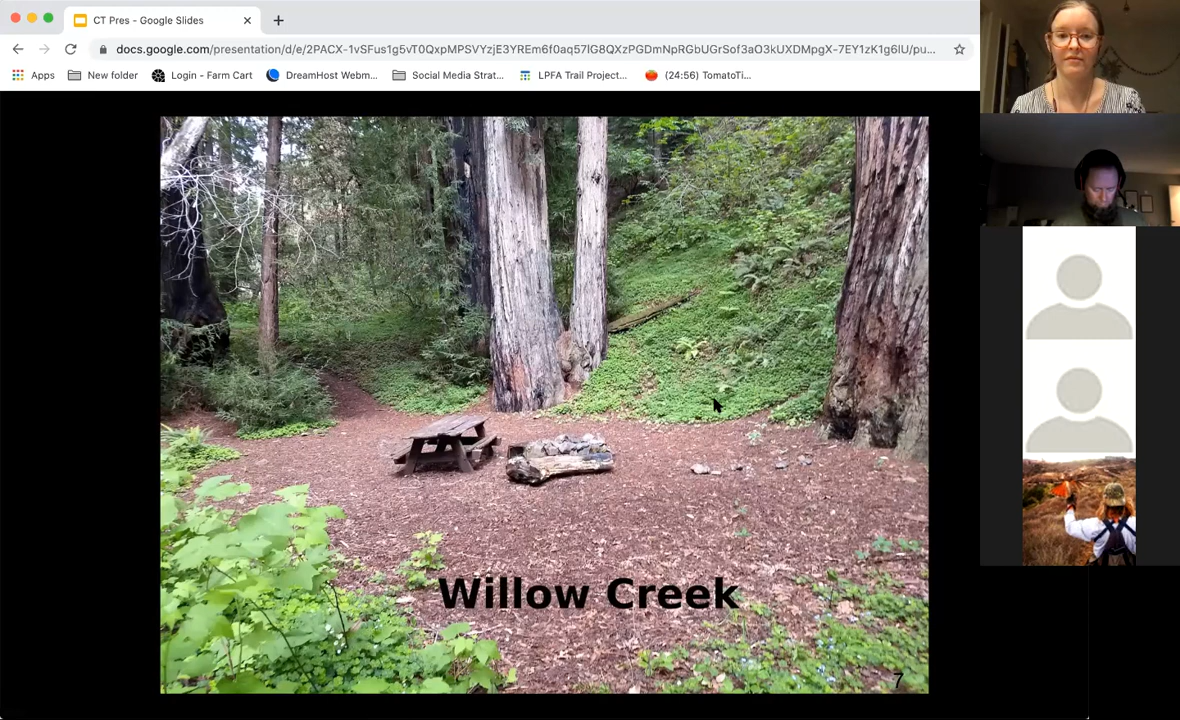 CT Pres - Google Slides
docs.google.com/presentation/d/e/2PACX-1vSFus1g5vT0QxpMPSVYzjE3YREm6f0aq57IG8QXzPGDmNpRGbUGrSof3aO3kUXDMpgX-7EY1zK1g6lU/pu...
Apps New folder Login - Farm Cart DreamHost Webm... Social Media Strat... LPFA Trail Project... (24:56) TomatoTi...
Willow Creek
7